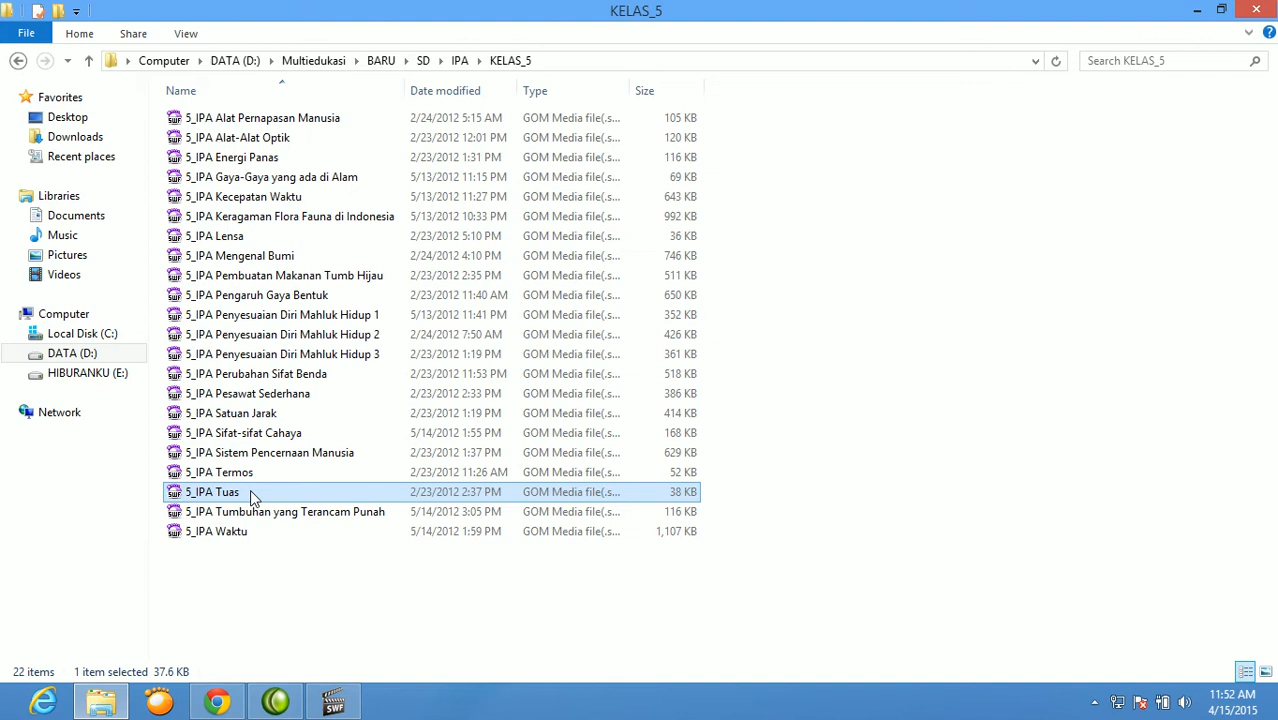 KELAS_5
File Home Share View
Computer DATA (D:) Multiedukasi BARU SD IPA KELAS_5 Search KELAS_5
Name Date modified Type Size
Favorites
Desktop
Downloads
Recent places
Libraries
Documents
Music
Pictures
Videos
Computer
Local Disk (C:)
DATA (D:)
HIBURANKU (E:)
Network
5_IPA Alat Pernapasan Manusia 2/24/2012 5:15 AM GOM Media file(.s... 105 KB
5_IPA Alat-Alat Optik 2/23/2012 12:01 PM GOM Media file(.s... 120 KB
5_IPA Energi Panas 2/23/2012 1:31 PM GOM Media file(.s... 116 KB
5_IPA Gaya-Gaya yang ada di Alam 5/13/2012 11:15 PM GOM Media file(.s... 69 KB
5_IPA Kecepatan Waktu 5/13/2012 11:27 PM GOM Media file(.s... 643 KB
5_IPA Keragaman Flora Fauna di Indonesia 5/13/2012 10:33 PM GOM Media file(.s... 992 KB
5_IPA Lensa 2/23/2012 5:10 PM GOM Media file(.s... 36 KB
5_IPA Mengenal Bumi 2/24/2012 4:10 PM GOM Media file(.s... 746 KB
5_IPA Pembuatan Makanan Tumb Hijau 2/23/2012 2:35 PM GOM Media file(.s... 511 KB
5_IPA Pengaruh Gaya Bentuk 2/23/2012 11:40 AM GOM Media file(.s... 650 KB
5_IPA Penyesuaian Diri Mahluk Hidup 1 5/13/2012 11:41 PM GOM Media file(.s... 352 KB
5_IPA Penyesuaian Diri Mahluk Hidup 2 2/24/2012 7:50 AM GOM Media file(.s... 426 KB
5_IPA Penyesuaian Diri Mahluk Hidup 3 2/23/2012 1:19 PM GOM Media file(.s... 361 KB
5_IPA Perubahan Sifat Benda 2/23/2012 11:53 PM GOM Media file(.s... 518 KB
5_IPA Pesawat Sederhana 2/23/2012 2:33 PM GOM Media file(.s... 386 KB
5_IPA Satuan Jarak 2/23/2012 1:19 PM GOM Media file(.s... 414 KB
5_IPA Sifat-sifat Cahaya 5/14/2012 1:55 PM GOM Media file(.s... 168 KB
5_IPA Sistem Pencernaan Manusia 2/23/2012 1:37 PM GOM Media file(.s... 629 KB
5_IPA Termos 2/23/2012 11:26 AM GOM Media file(.s... 52 KB
5_IPA Tuas 2/23/2012 2:37 PM GOM Media file(.s... 38 KB
5_IPA Tumbuhan yang Terancam Punah 5/14/2012 3:05 PM GOM Media file(.s... 116 KB
5_IPA Waktu 5/14/2012 1:59 PM GOM Media file(.s... 1,107 KB
22 items 1 item selected 37.6 KB
SWF
11:52 AM
4/15/2015